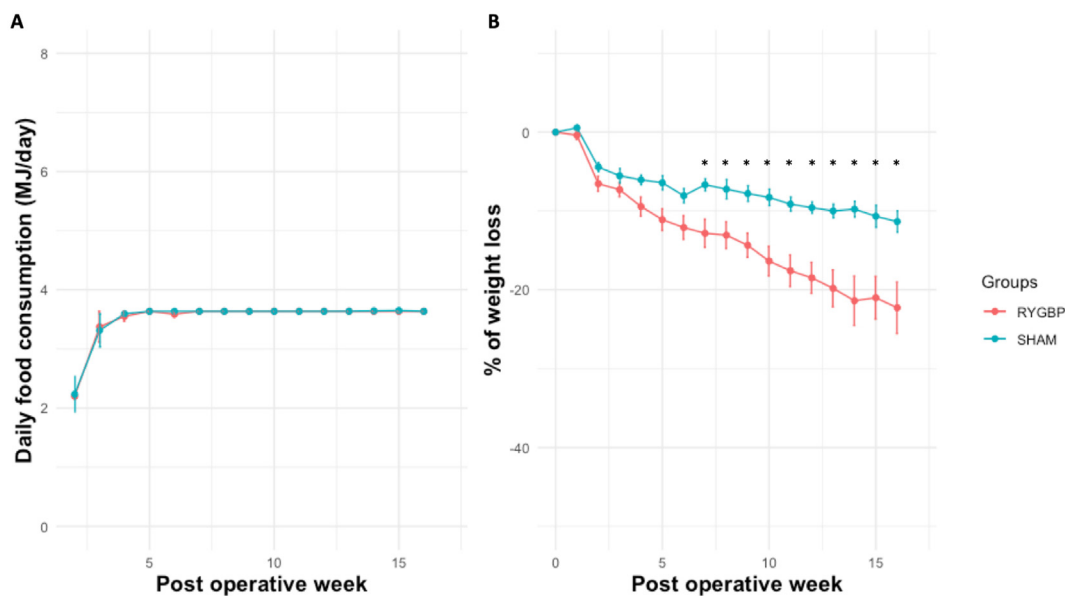 A
Daily food consumption (MJ/day)
8
6
4
2
0
5
10
15
Post operative week
B
% of weight loss
0
-20
-40
* * * * * * * * * *
0
5
10
15
Post operative week
Groups
RYGBP
SHAM